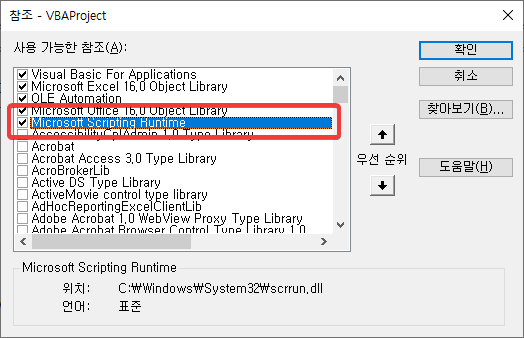 참조 - VBAProject
사용 가능한 참조(A):
Visual Basic For Applications
Microsoft Excel 16.0 Object Library
OLE Automation
Microsoft Office 16.0 Object Library
Microsoft Scripting Runtime
AccessibilityCplAdmin 1.0 Type Library
Acrobat
Acrobat Access 3.0 Type Library
AcroBrokerLib
Active DS Type Library
ActiveMovie control type library
AdHocReportingExcelClientLib
Adobe Acrobat 1.0 WebView Proxy Type Library
Adobe Acrobat Browser Control Type Library 1.0
확인
취소
찾아보기(B)...
우선 순위
도움말(H)
Microsoft Scripting Runtime
위치: C:₩Windows₩System32₩scrrun.dll
언어: 표준